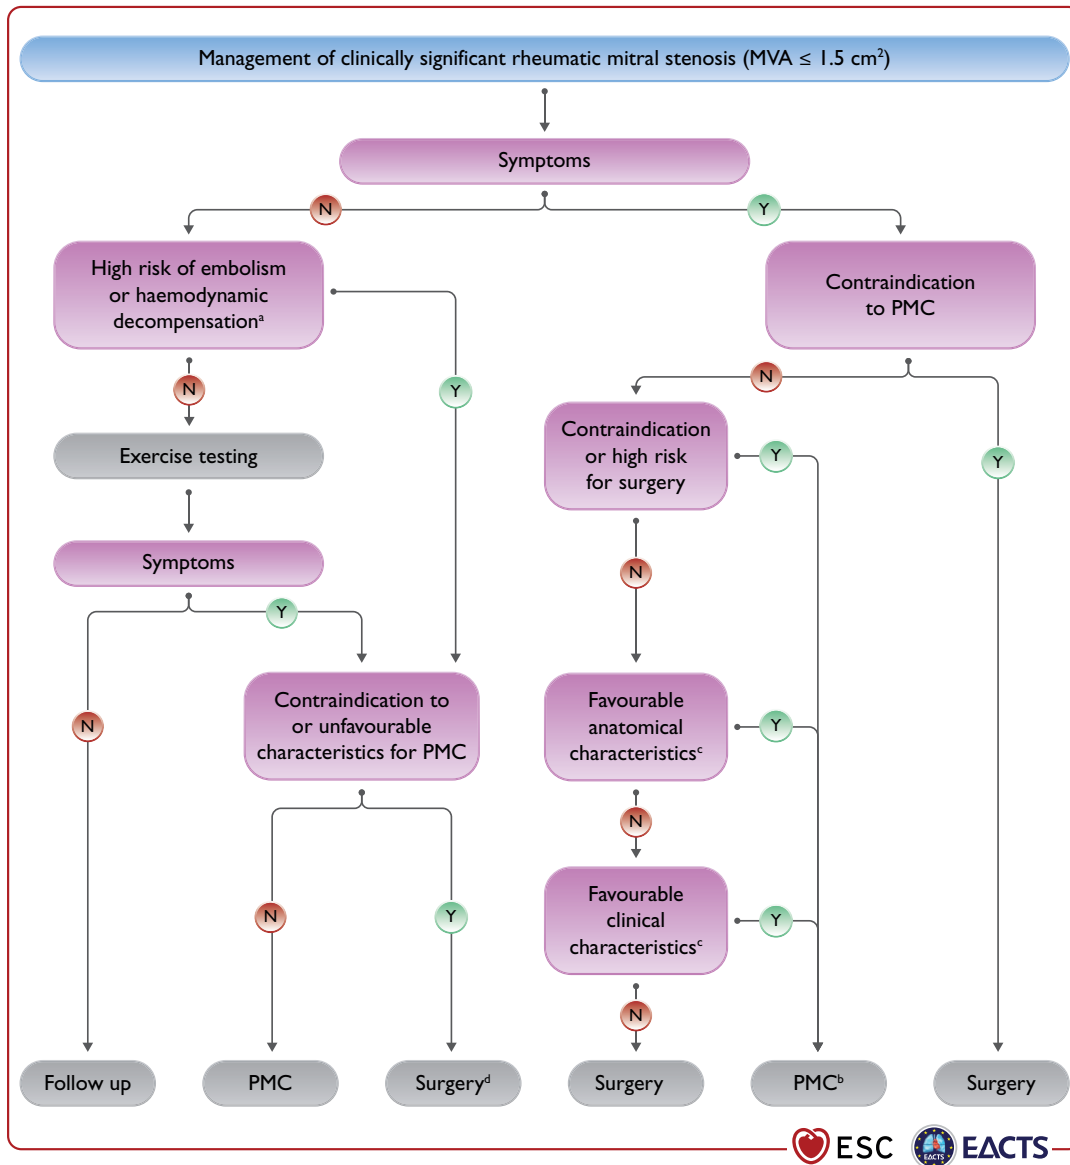 Management of clinically significant rheumatic mitral stenosis (MVA ≤ 1.5 cm²)
Symptoms
N
Y
High risk of embolism
or haemodynamic
decompensationᵃ
Contraindication
to PMC
N
Y
N
Y
Exercise testing
Contraindication
or high risk
for surgery
Y
Y
Symptoms
N
Y
N
Contraindication to
or unfavourable
characteristics for PMC
Favourable
anatomical
characteristicsᶜ
Y
N
N
Y
Favourable
clinical
characteristicsᶜ
Y
N
Follow up
PMC
Surgeryᵈ
Surgery
PMCᵇ
Surgery
ESC
EACTS
EΔCTS